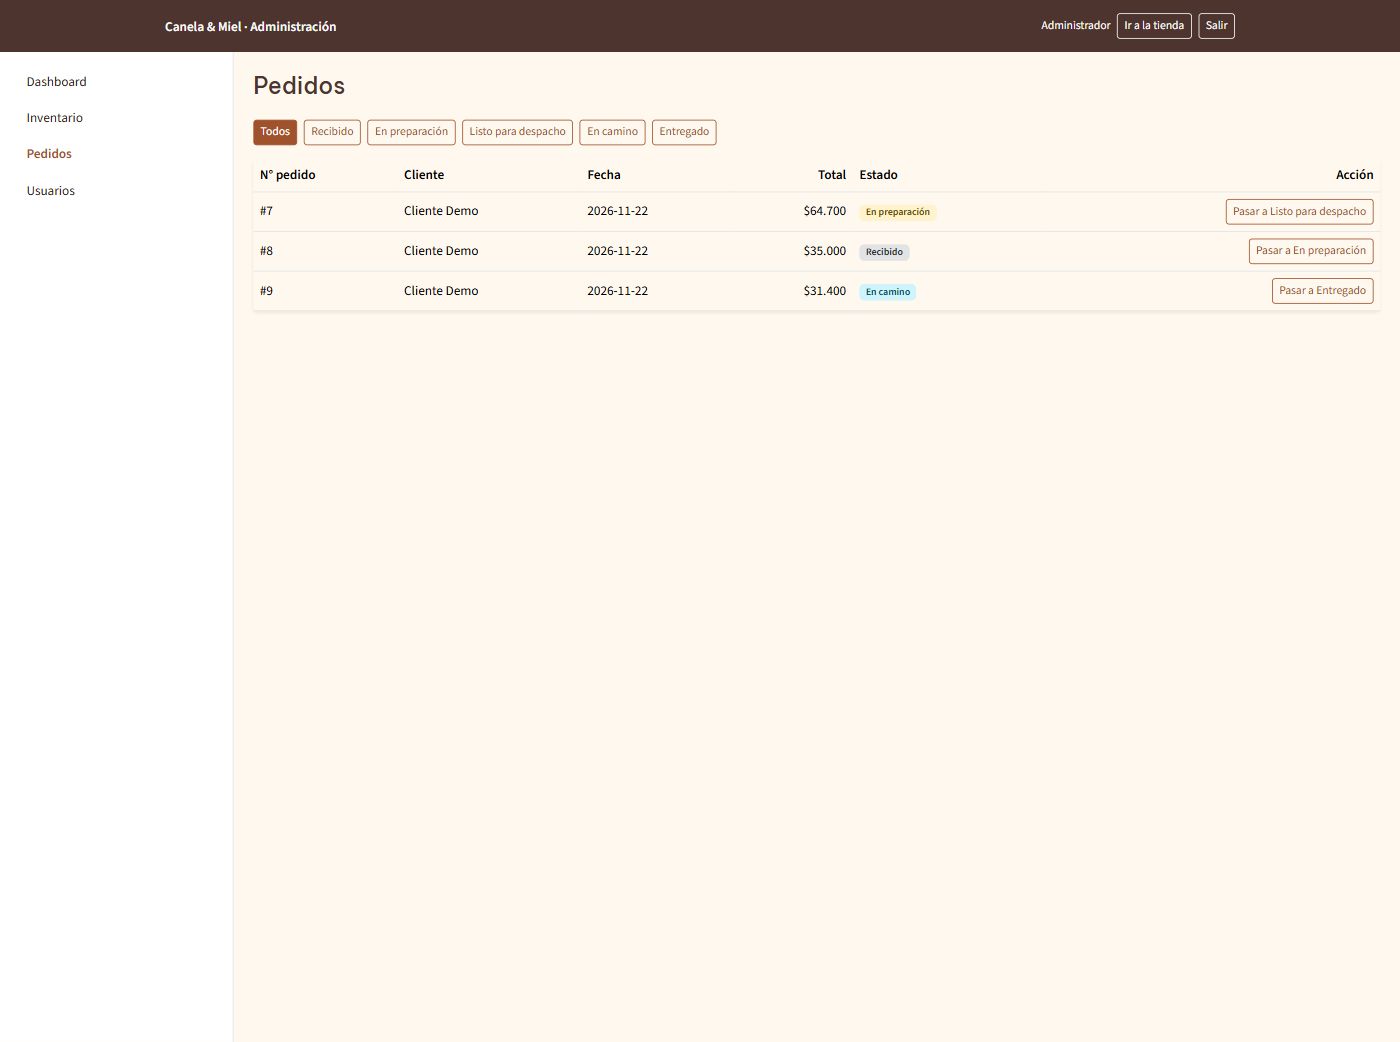 Canela & Miel · Administración
Administrador Ir a la tienda Salir
Dashboard
Inventario
Pedidos
Usuarios
Pedidos
Todos Recibido En preparación Listo para despacho En camino Entregado
N° pedido Cliente Fecha Total Estado Acción
#7 Cliente Demo 2026-11-22 $64.700 En preparación Pasar a Listo para despacho
#8 Cliente Demo 2026-11-22 $35.000 Recibido Pasar a En preparación
#9 Cliente Demo 2026-11-22 $31.400 En camino Pasar a Entregado